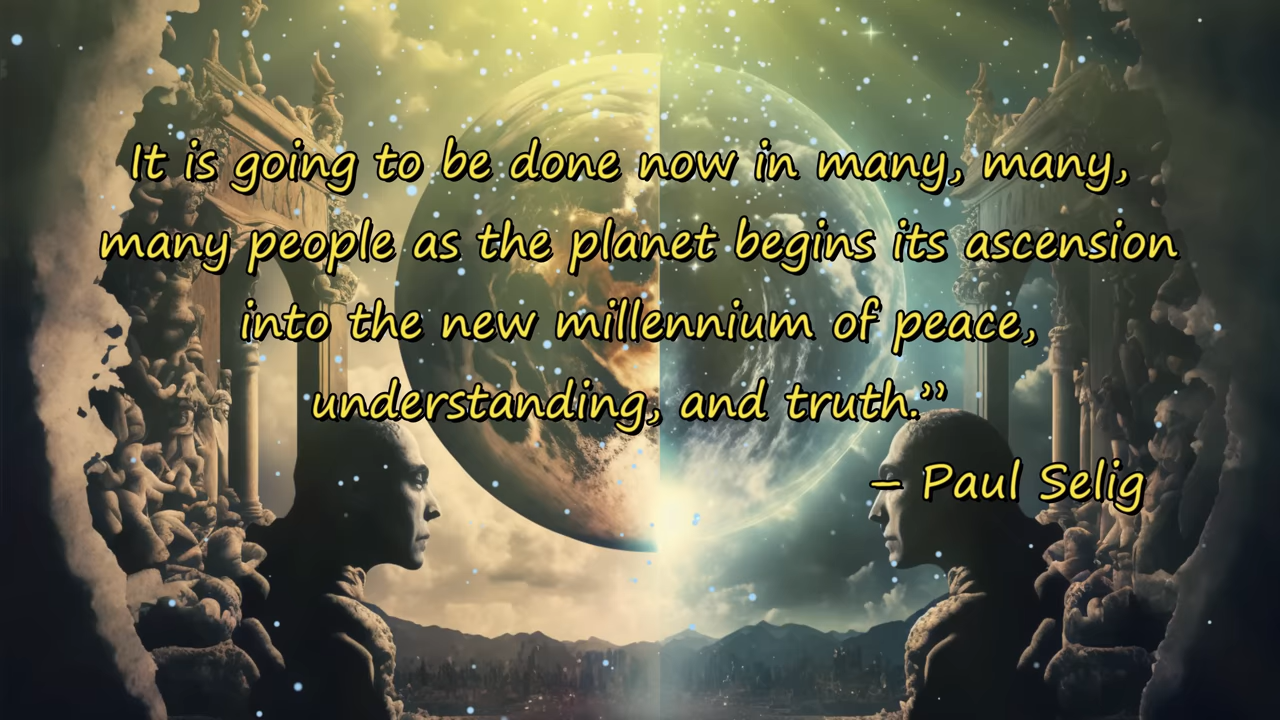 It is going to be done now in many, many,
many people as the planet begins its ascension
into the new millennium of peace,
understanding, and truth.”
– Paul Selig